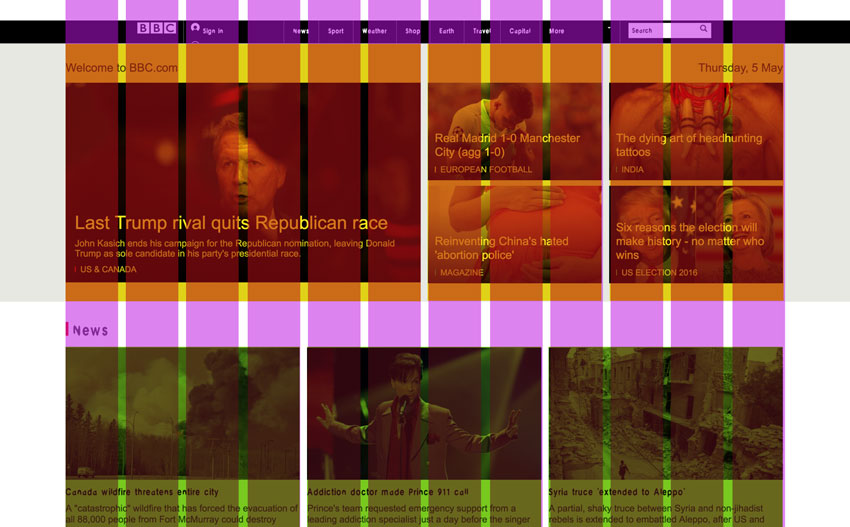 BBC
Sign in
News
Sport
Weather
Shop
Earth
Travel
Capital
More
Search
Welcome to BBC.com
Thursday, 5 May
Last Trump rival quits Republican race
John Kasich ends his campaign for the Republican nomination, leaving Donald
Trump as sole candidate in his party's presidential race.
US & CANADA
Real Madrid 1-0 Manchester
City (agg 1-0)
EUROPEAN FOOTBALL
The dying art of headhunting
tattoos
INDIA
Reinventing China's hated
'abortion police'
MAGAZINE
Six reasons the election will
make history - no matter who
wins
US ELECTION 2016
News
Canada wildfire threatens entire city
A "catastrophic" wildfire that has forced the evacuation of
all 88,000 people from Fort McMurray could destroy
Addiction doctor made Prince 911 call
Prince's team requested emergency support from a
leading addiction specialist just a day before the singer
Syria truce 'extended to Aleppo'
A partial, shaky truce between Syria and non-jihadist
rebels is extended to embattled Aleppo, after US and